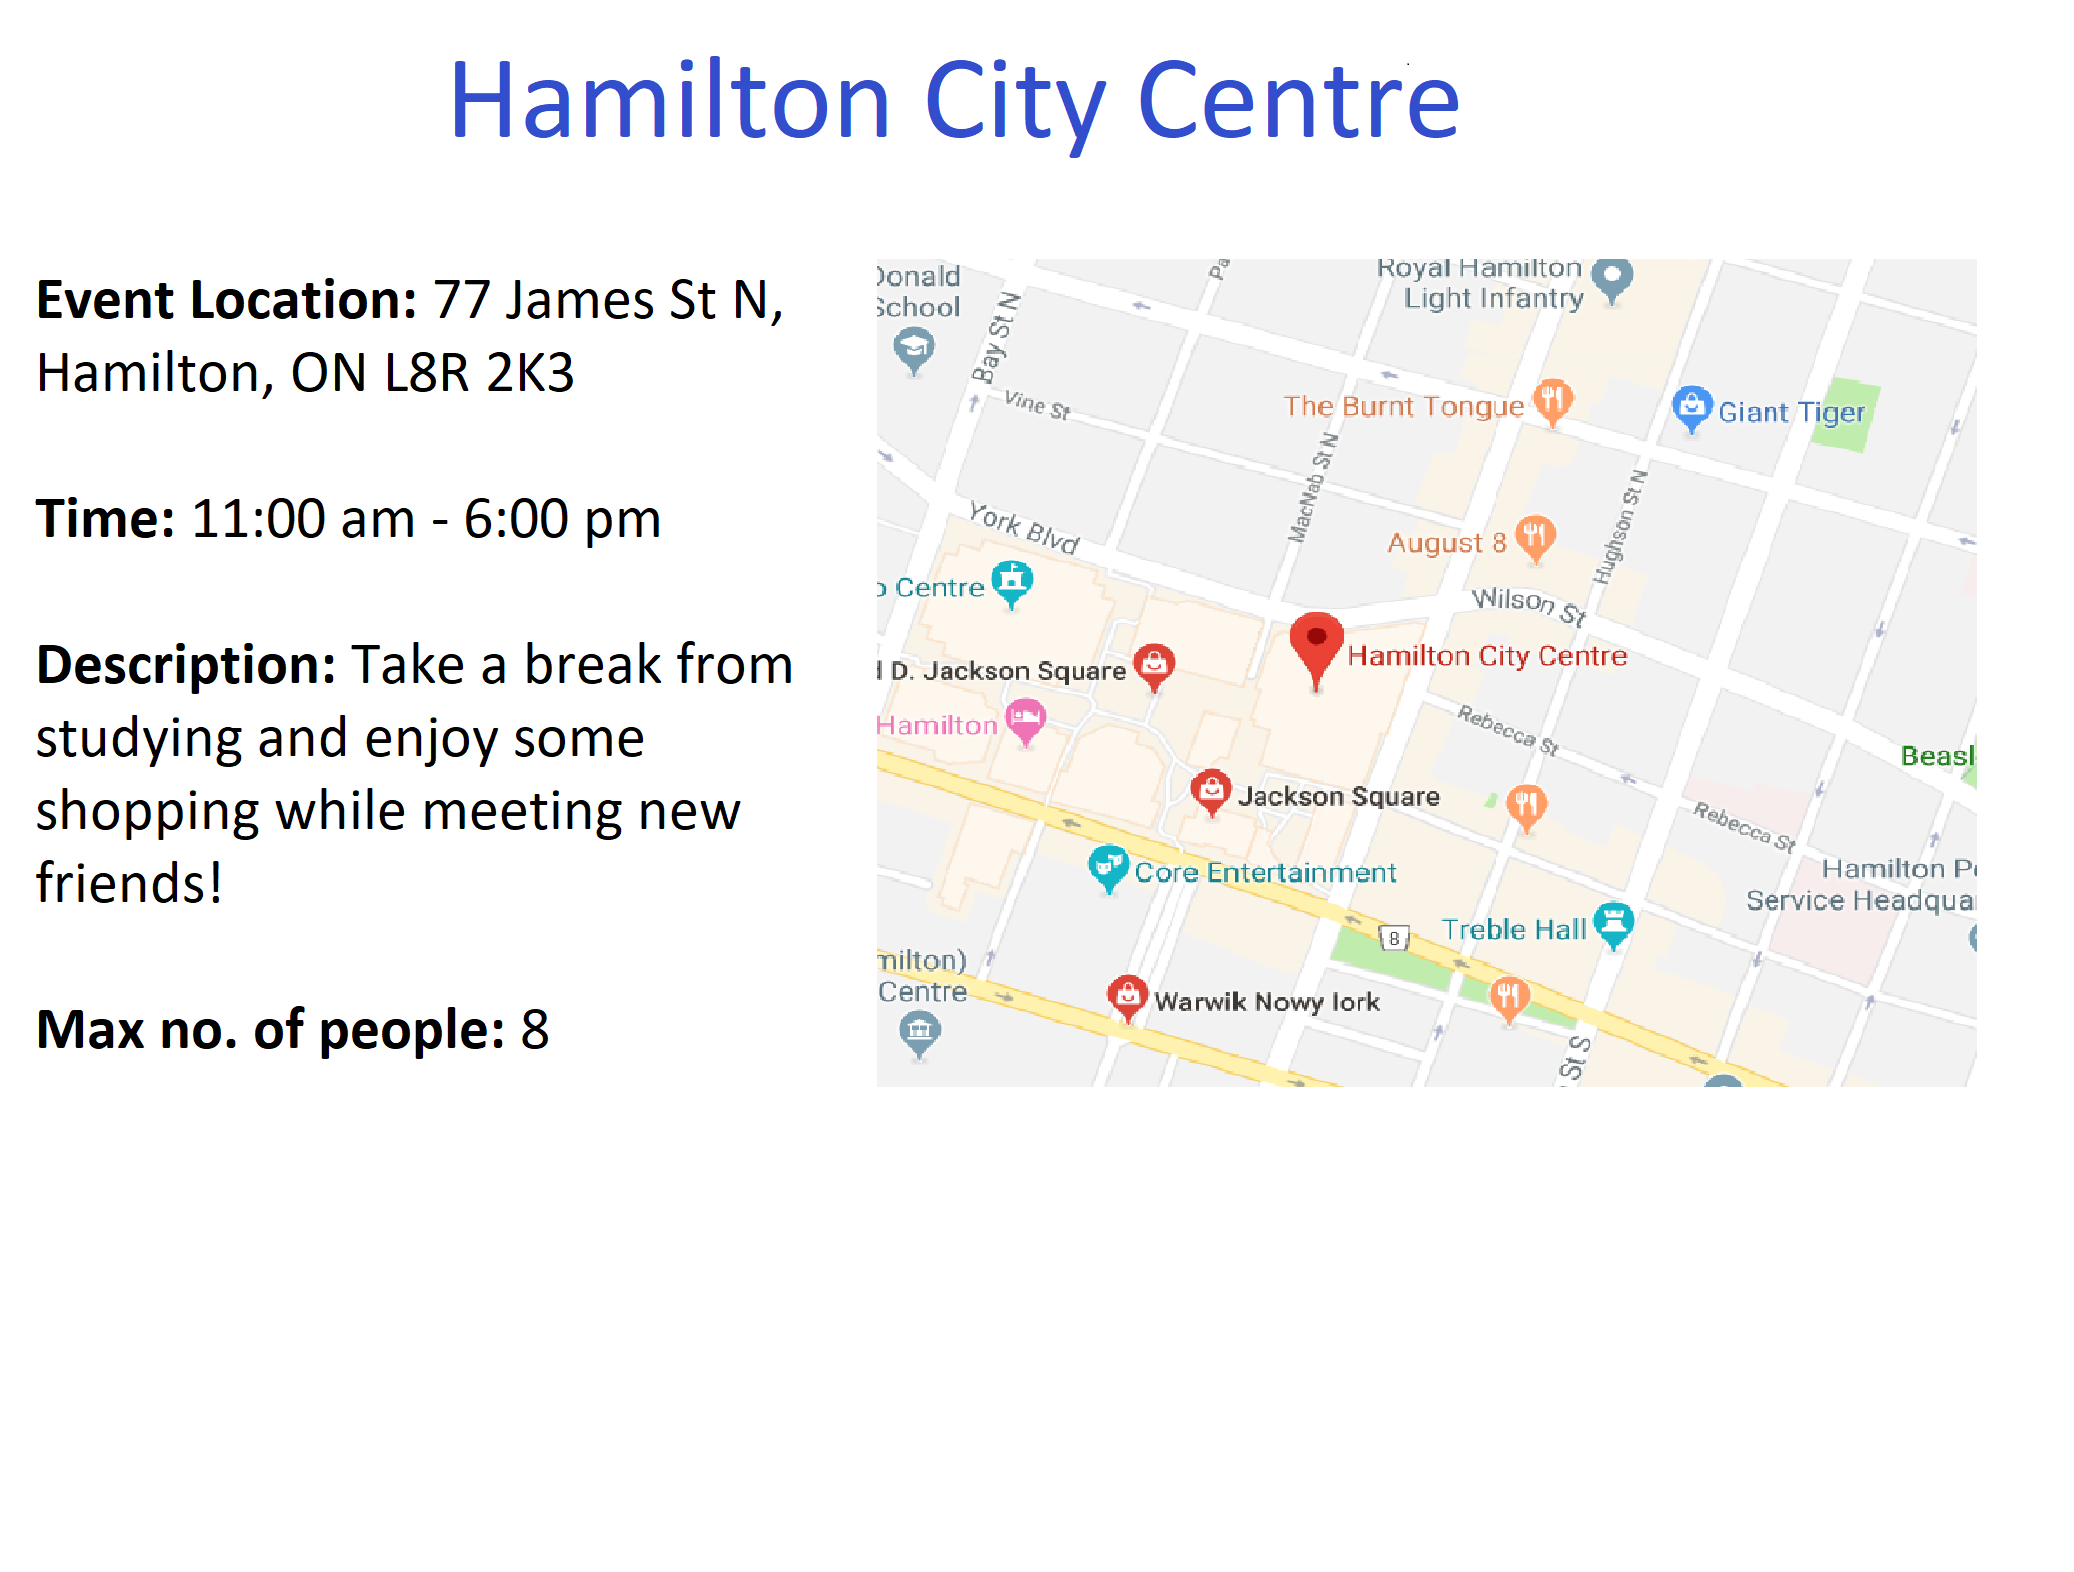 Hamilton City Centre
Event Location: 77 James St N,
Hamilton, ON L8R 2K3
Time: 11:00 am - 6:00 pm
Description: Take a break from
studying and enjoy some
shopping while meeting new
friends!
Max no. of people: 8
Donald
School
Bay St N
Pa
Royal Hamilton
Light Infantry
Vine St
The Burnt Tongue
Giant Tiger
MacNab St N
Hughson St N
York Blvd
August 8
Wilson St
o Centre
Hamilton City Centre
D. Jackson Square
Hamilton
Rebecca St
Beasl
Jackson Square
Rebecca St
Core Entertainment
Hamilton P
Service Headqua
Treble Hall
8
milton)
Centre
Warwik Nowy Iork
S St S